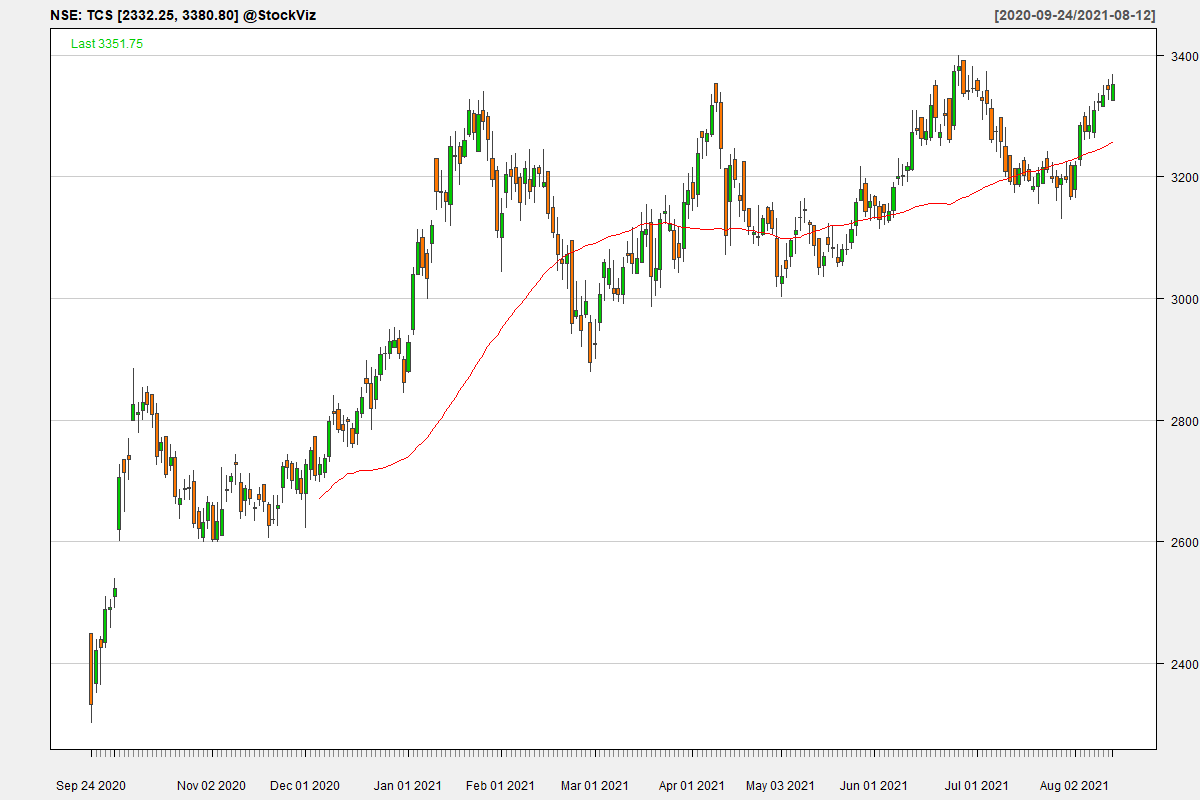 NSE: TCS [2332.25, 3380.80] @StockViz [2020-09-24/2021-08-12]
Last 3351.75
3400
3200
3000
2800
2600
2400
Sep 24 2020 Nov 02 2020 Dec 01 2020 Jan 01 2021 Feb 01 2021 Mar 01 2021 Apr 01 2021 May 03 2021 Jun 01 2021 Jul 01 2021 Aug 02 2021